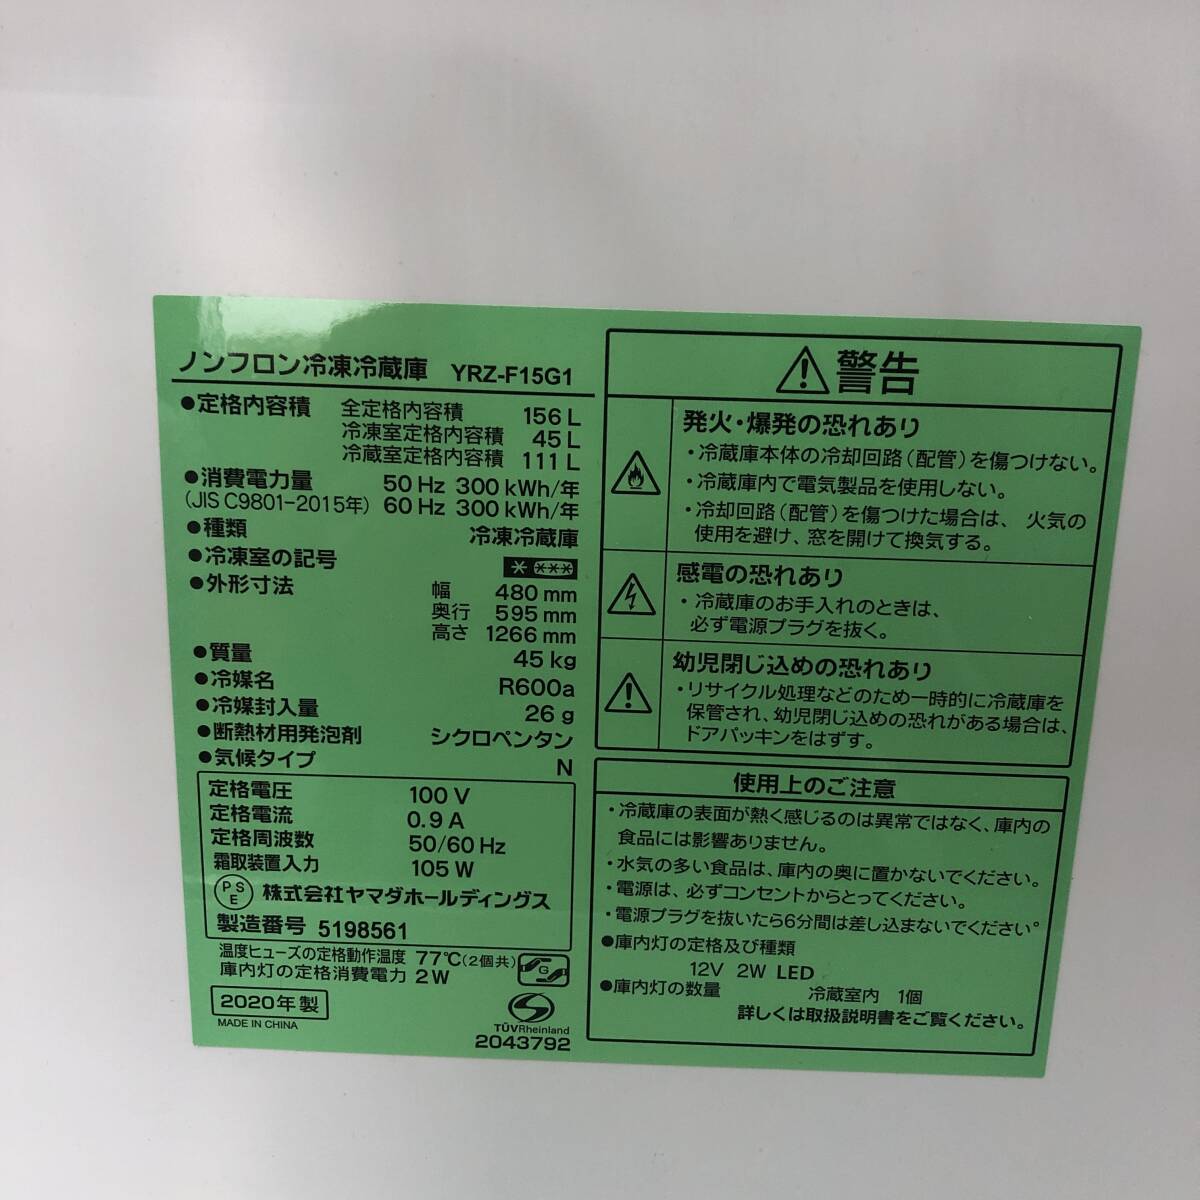 ノンフロン冷凍冷蔵庫 YRZ-F15G1
●定格内容積 全定格内容積 156 L
冷凍室定格内容積 45 L
冷蔵室定格内容積 111 L
●消費電力量 50 Hz 300 kWh/年
(JIS C9801-2015年) 60 Hz 300 kWh/年
●種類 冷凍冷蔵庫
●冷凍室の記号 * ***
●外形寸法 幅 480 mm
奥行 595 mm
高さ 1266 mm
●質量 45 kg
●冷媒名 R600a
●冷媒封入量 26 g
●断熱材用発泡剤 シクロペンタン
●気候タイプ N
定格電圧 100 V
定格電流 0.9 A
定格周波数 50/60 Hz
霜取装置入力 105 W
PSE 株式会社ヤマダホールディングス
製造番号 5198561
温度ヒューズの定格動作温度 77℃(2個共)
庫内灯の定格消費電力 2W
G
2020年製
MADE IN CHINA
TÜVRheinland
2043792
警告
発火・爆発の恐れあり
・冷蔵庫本体の冷却回路(配管)を傷つけない。
・冷蔵庫内で電気製品を使用しない。
・冷却回路(配管)を傷つけた場合は、火気の
使用を避け、窓を開けて換気する。
感電の恐れあり
・冷蔵庫のお手入れのときは、
必ず電源プラグを抜く。
幼児閉じ込めの恐れあり
・リサイクル処理などのため一時的に冷蔵庫を
保管され、幼児閉じ込めの恐れがある場合は、
ドアパッキンをはずす。
使用上のご注意
・冷蔵庫の表面が熱く感じるのは異常ではなく、庫内の
食品には影響ありません。
・水気の多い食品は、庫内の奥に置かないでください。
・電源は、必ずコンセントからとってください。
・電源プラグを抜いたら6分間は差し込まないでください。
●庫内灯の定格及び種類
12V 2W LED
●庫内灯の数量 冷蔵室内 1個
詳しくは取扱説明書をご覧ください。